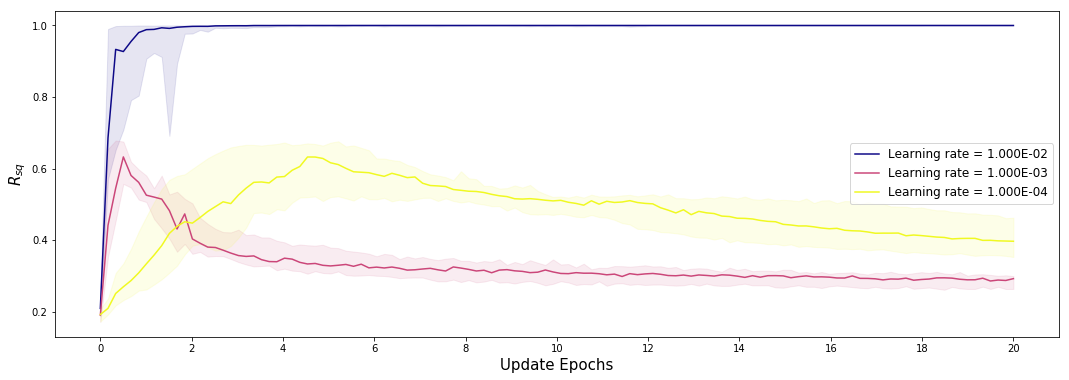 1.0
0.8
0.6
0.4
0.2
R_{sq}
Learning rate = 1.000E-02
Learning rate = 1.000E-03
Learning rate = 1.000E-04
0 2 4 6 8 10 12 14 16 18 20
Update Epochs